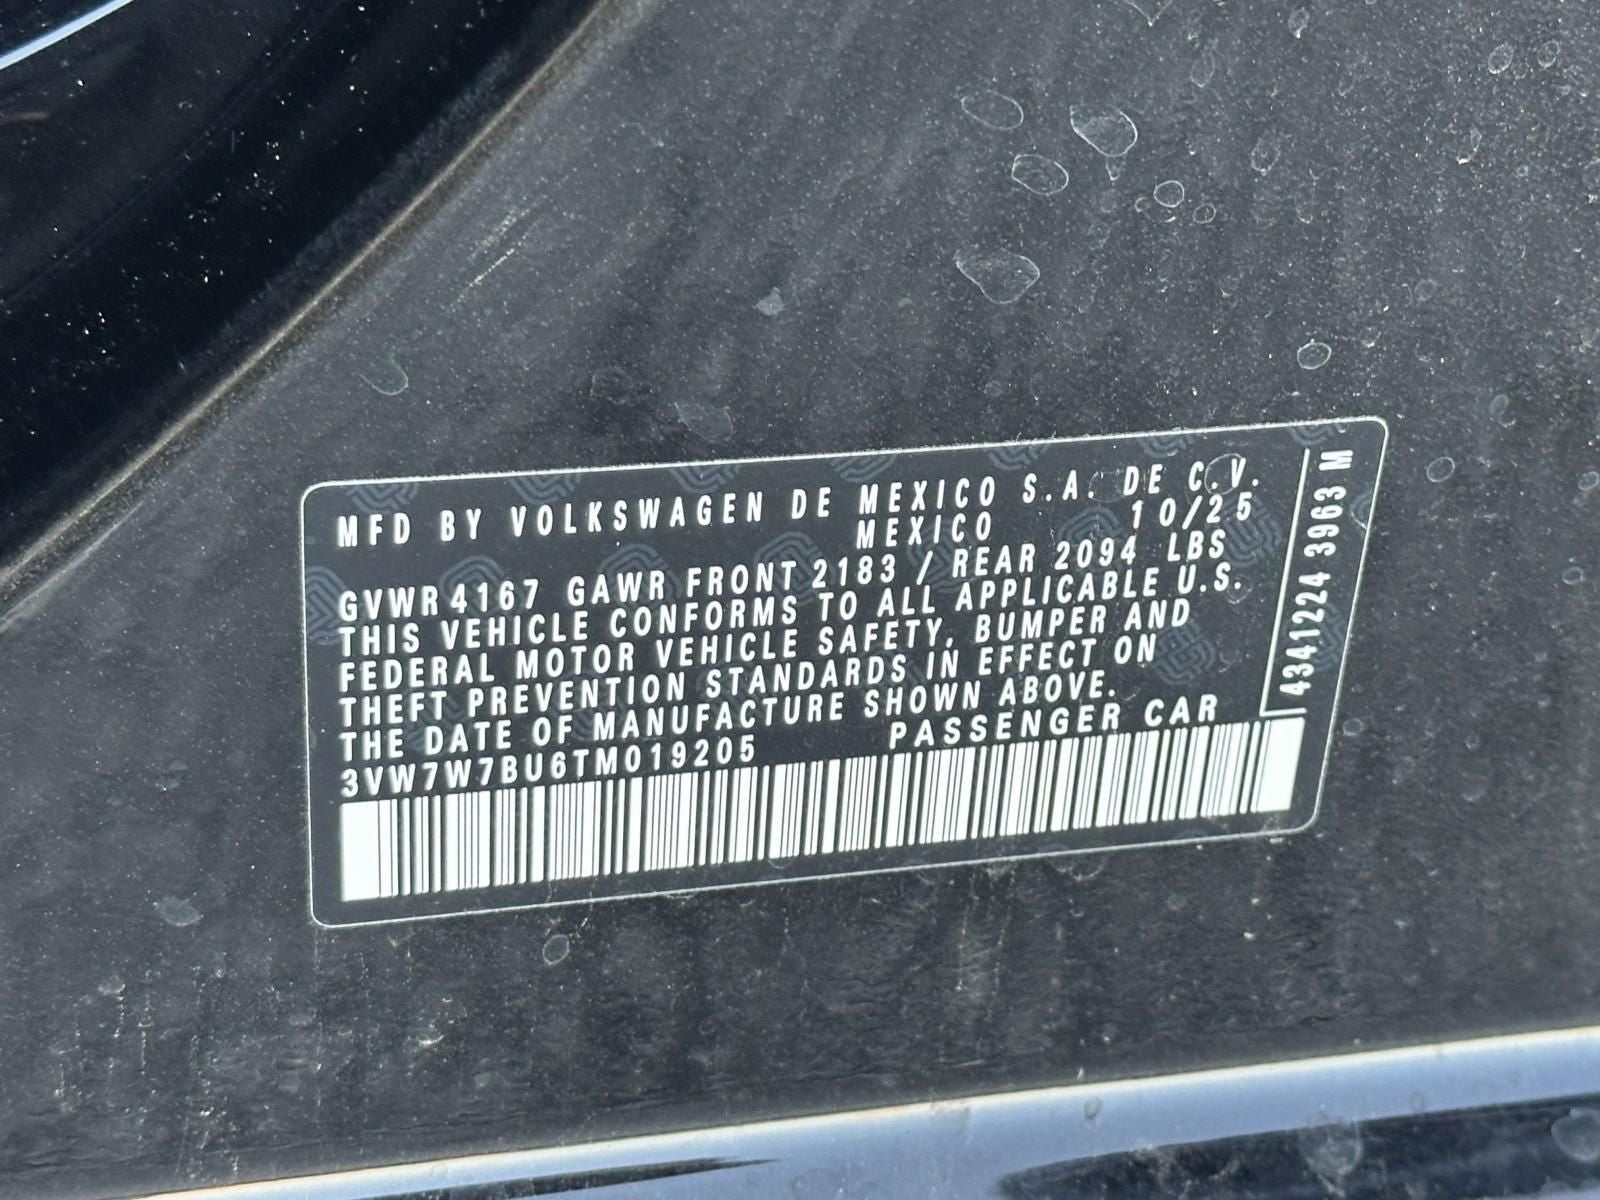 MFD BY VOLKSWAGEN DE MEXICO S.A. DE C.V.
MEXICO 10/25
GVWR 4167 GAWR FRONT 2183 / REAR 2094 LBS
THIS VEHICLE CONFORMS TO ALL APPLICABLE U.S.
FEDERAL MOTOR VEHICLE SAFETY, BUMPER AND
THEFT PREVENTION STANDARDS IN EFFECT ON
THE DATE OF MANUFACTURE SHOWN ABOVE.
3VW7W7BU6TM019205 PASSENGER CAR
4341224 3963 M